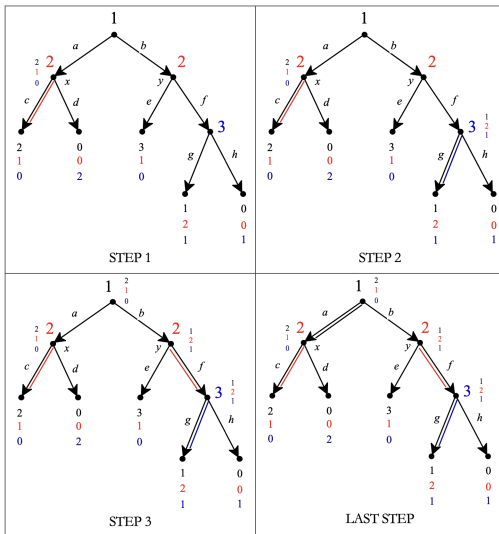 1
a b
2 2 2
1
0 x y
c d e f
3
2 0 3
g h
1 0 1
0 2 0
1 0
2 0
1 1
STEP 1
1
a b
2 2 2
1
0 x y
c d e f
1
3 2
1
2 0 3
g h
1 0 1
0 2 0
1 0
2 0
1 1
STEP 2
2
1 1
0
a b
2 2 2 1
1 2
0 x y 1
c d e f
1
3 2
1
2 0 3
g h
1 0 1
0 2 0
1 0
2 0
1 1
STEP 3
2
1 1
0
a b
2 2 2 1
1 2
0 x y 1
c d e f
1
3 2
1
2 0 3
g h
1 0 1
0 2 0
1 0
2 0
1 1
LAST STEP